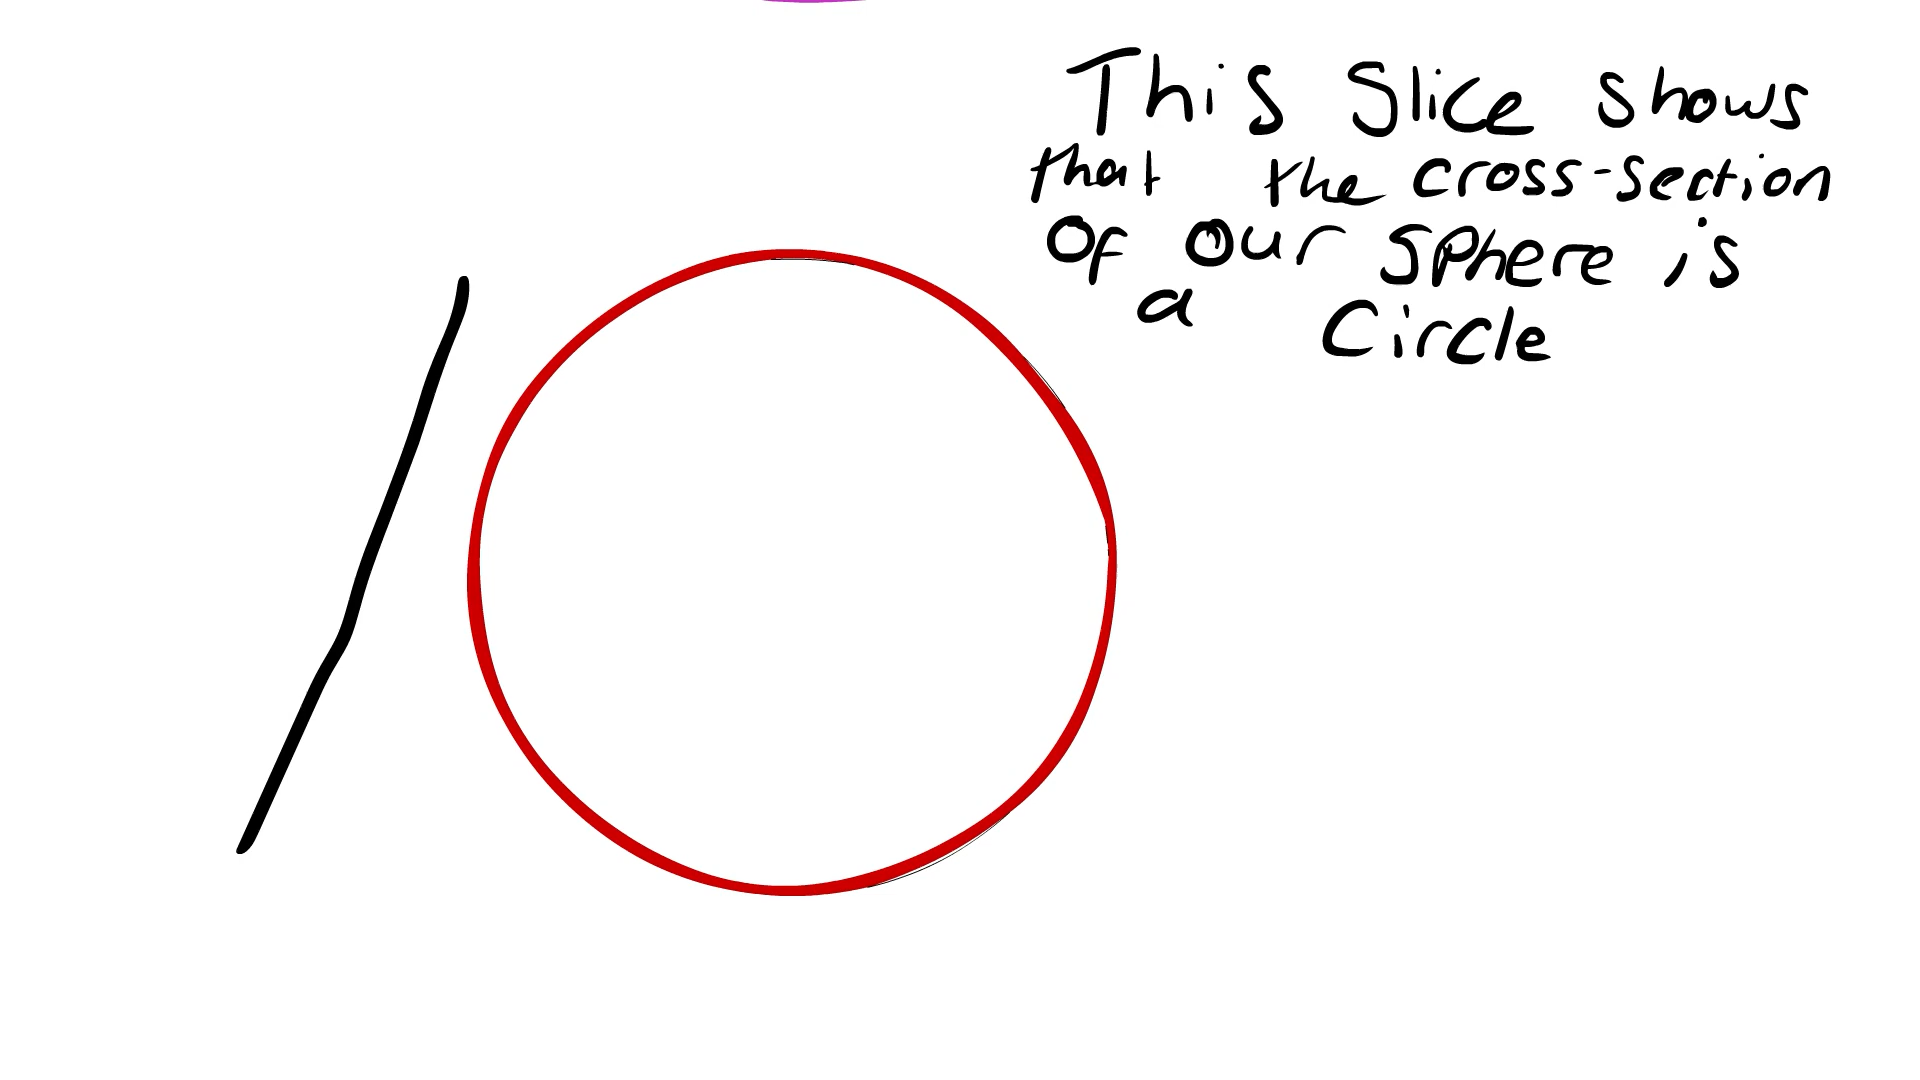 This Slice shows
that the cross-section
Of Our Sphere is
a Circle